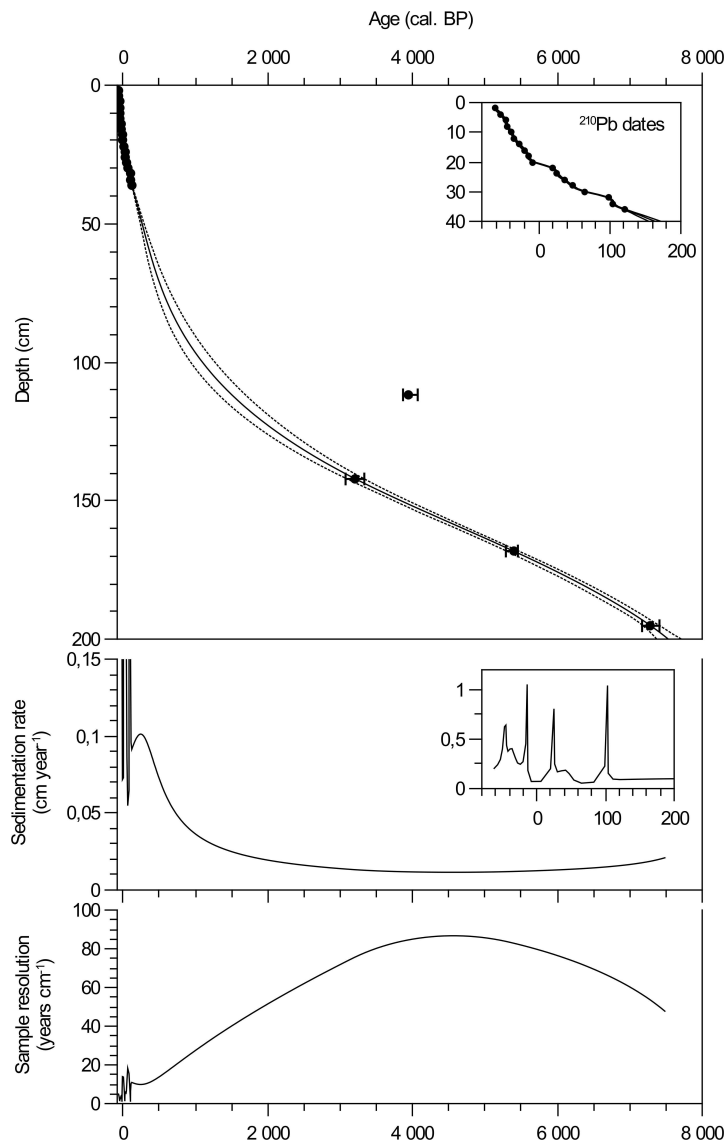 Age (cal. BP)
0 2 000 4 000 6 000 8 000
0
50
100
150
200
Depth (cm)
210Pb dates
0
10
20
30
40
0 100 200
0,15
0,1
0,05
0
Sedimentation rate
(cm year-1)
1
0,5
0
0 100 200
100
80
60
40
20
0
Sample resolution
(years cm-1)
0 2 000 4 000 6 000 8 000